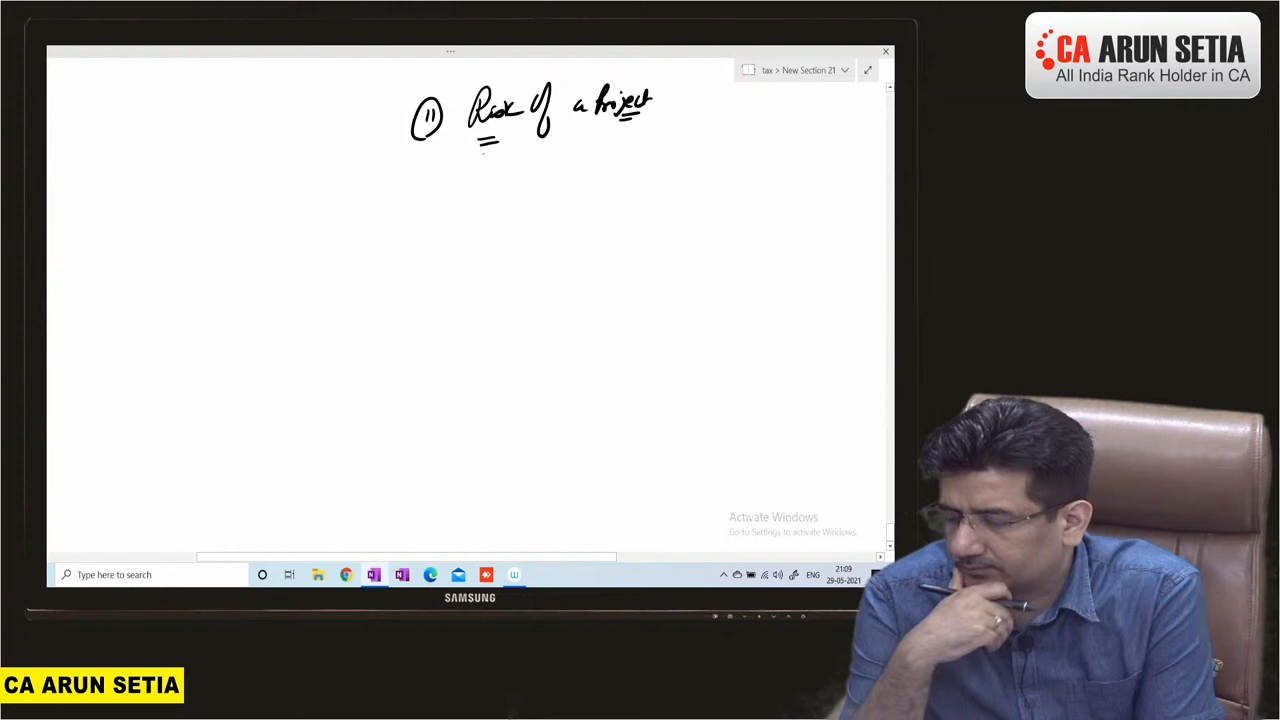 CA ARUN SETIA
All India Rank Holder in CA
tax > New Section 21
11 Risk of a Project
Activate Windows
Go to Settings to activate Windows.
Type here to search
ENG
21:09
29-05-2021
SAMSUNG
CA ARUN SETIA